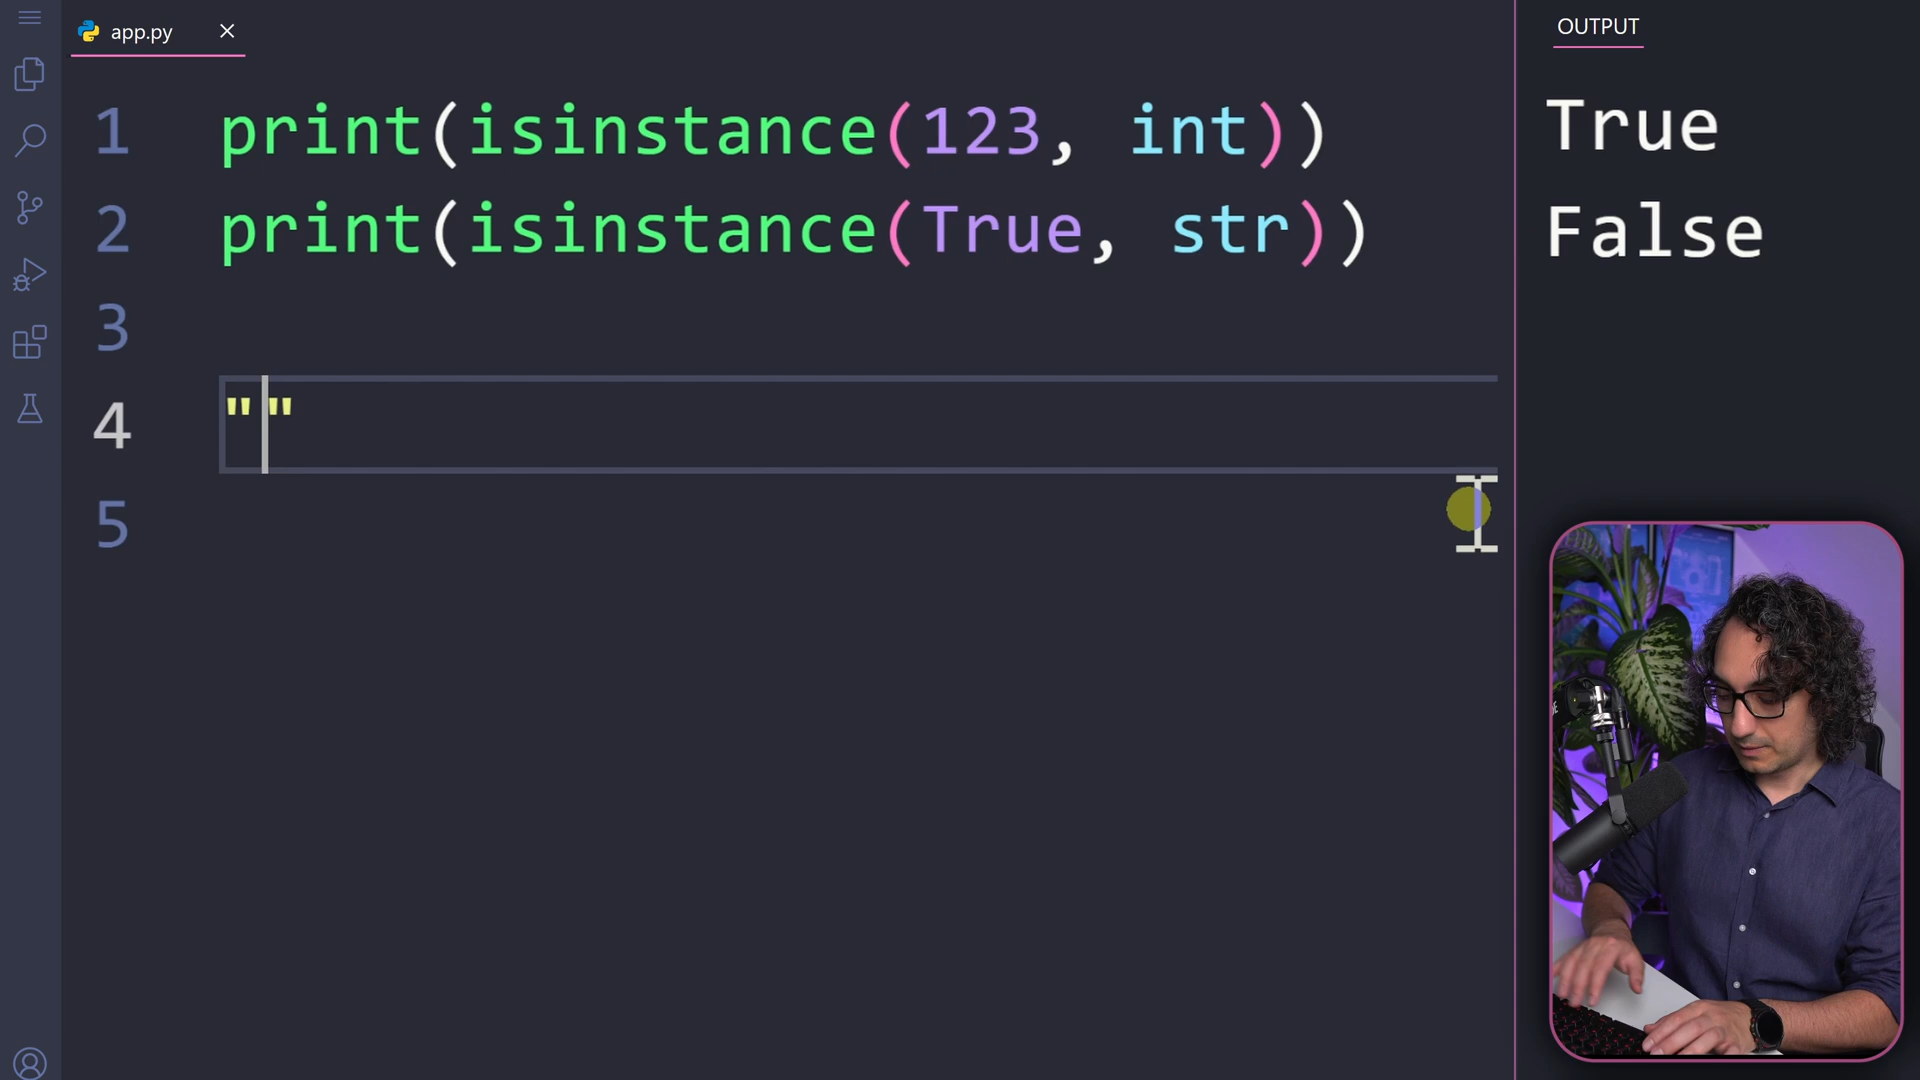 app.py
OUTPUT
1 print(isinstance(123, int))
2 print(isinstance(True, str))
3
4 ""
5
True
False